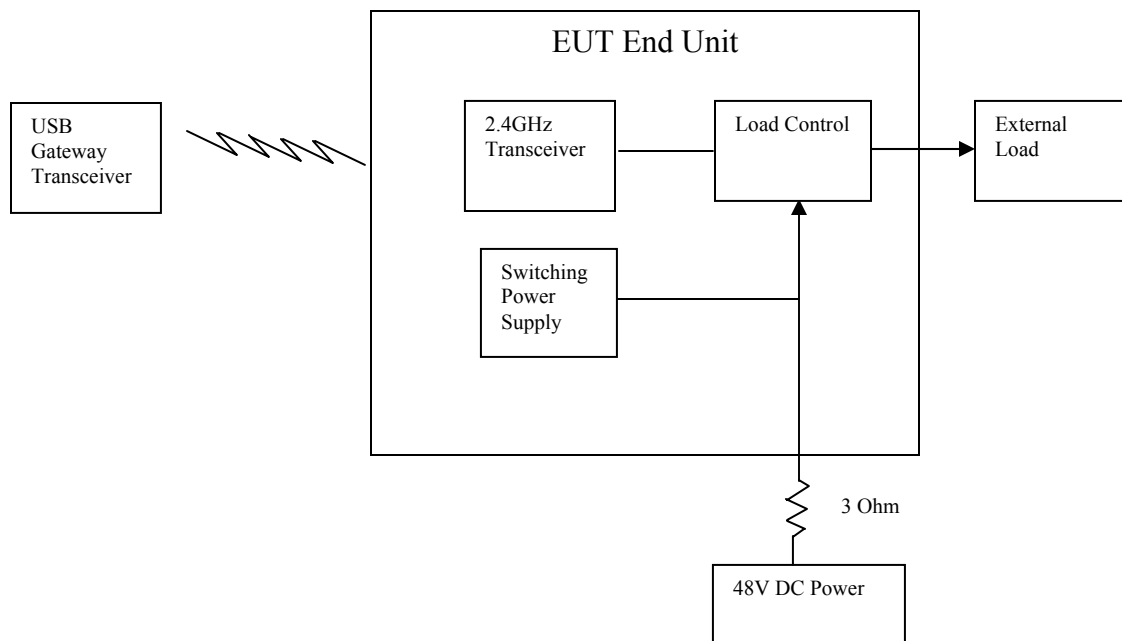 EUT End Unit
USB
Gateway
Transceiver
2.4GHz
Transceiver
Load Control
External
Load
Switching
Power
Supply
3 Ohm
48V DC Power